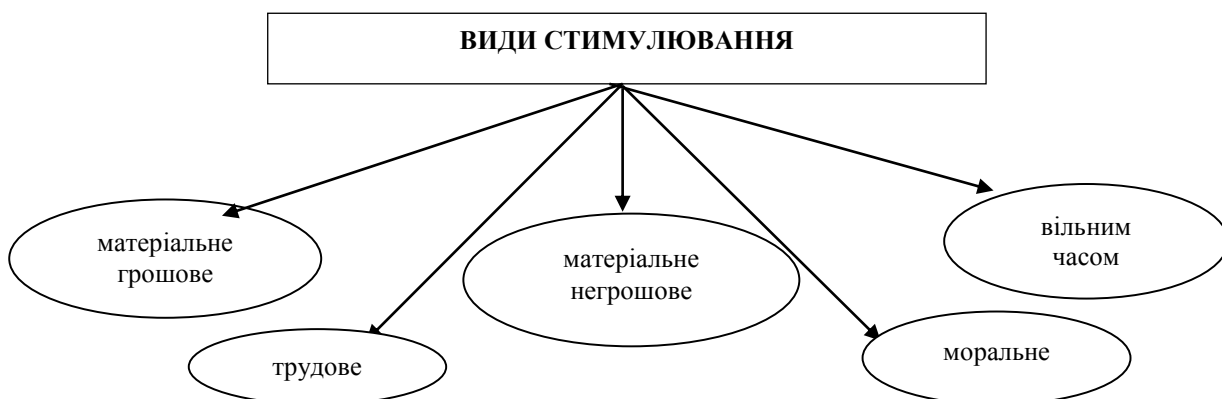 ВИДИ СТИМУЛЮВАННЯ
матеріальне
грошове
трудове
матеріальне
негрошове
моральне
вільним
часом